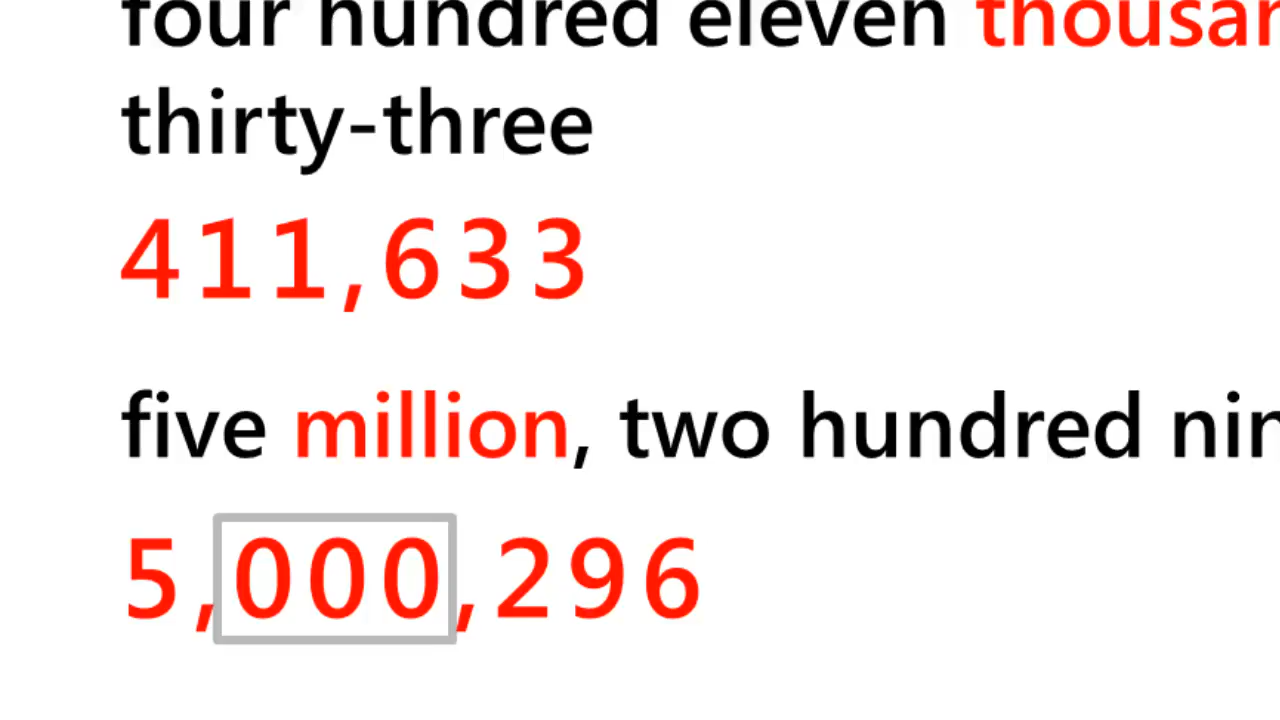 four hundred eleven
thirty-three
411,633
five million, two hundred
5,000,296